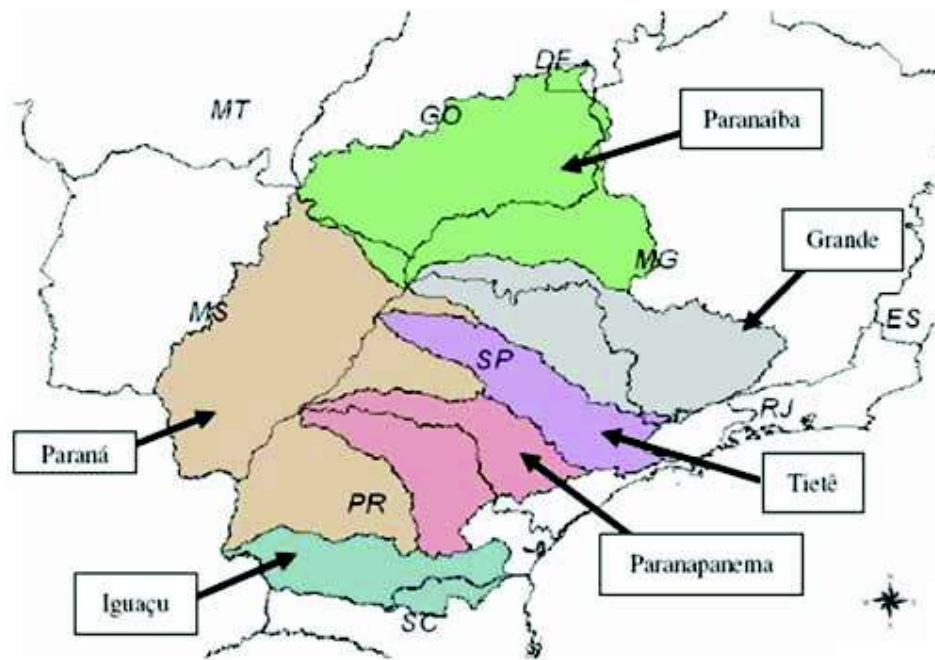 DF
MT
GO
Paranaíba
Grande
MG
MS
ES
SP
RJ
Paraná
Tietê
PR
Paranapanema
Iguaçu
SC